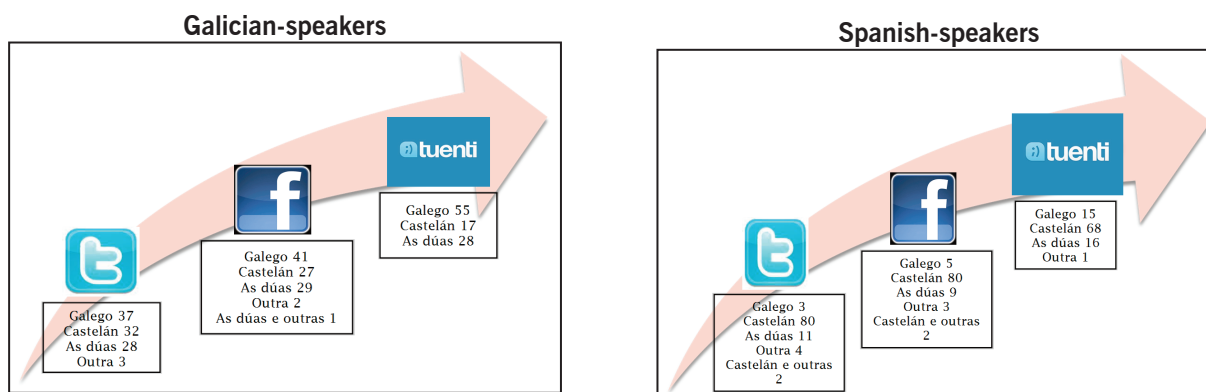 Galician-speakers
tuenti
Galego 55
Castelán 17
As dúas 28
f
Galego 41
Castelán 27
As dúas 29
Outra 2
As dúas e outras 1
t
Galego 37
Castelán 32
As dúas 28
Outra 3
Spanish-speakers
tuenti
Galego 15
Castelán 68
As dúas 16
Outra 1
f
Galego 5
Castelán 80
As dúas 9
Outra 3
Castelán e outras
2
t
Galego 3
Castelán 80
As dúas 11
Outra 4
Castelán e outras
2